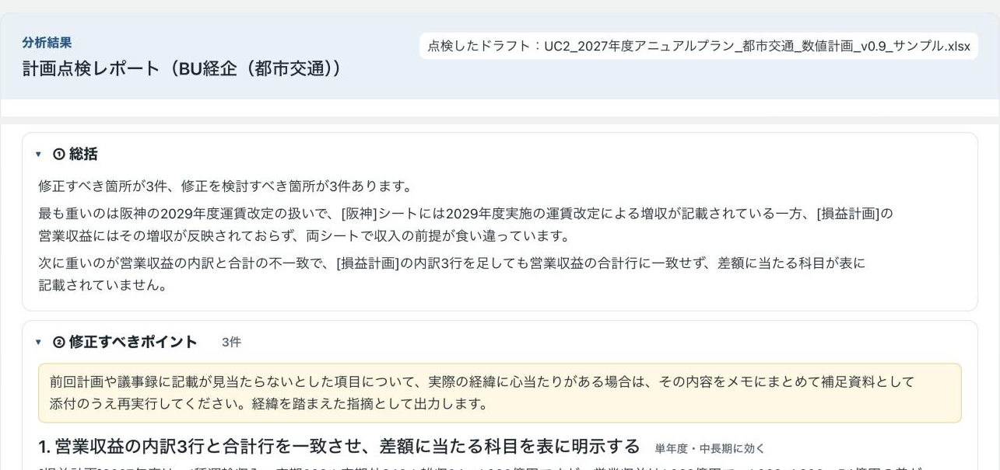 分析結果
計画点検レポート（BU経企（都市交通））
点検したドラフト：UC2_2027年度アニュアルプラン_都市交通_数値計画_v0.9_サンプル.xlsx
▼ ① 総括
修正すべき箇所が3件、修正を検討すべき箇所が3件あります。
最も重いのは阪神の2029年度運賃改定の扱いで、[阪神]シートには2029年度実施の運賃改定による増収が記載されている一方、[損益計画]の
営業収益にはその増収が反映されておらず、両シートで収入の前提が食い違っています。
次に重いのが営業収益の内訳と合計の不一致で、[損益計画]の内訳3行を足しても営業収益の合計行に一致せず、差額に当たる科目が表に
記載されていません。
▼ ② 修正すべきポイント 3件
前回計画や議事録に記載が見当たらないとした項目について、実際の経緯に心当たりがある場合は、その内容をメモにまとめて補足資料として
添付のうえ再実行してください。経緯を踏まえた指摘として出力します。
1. 営業収益の内訳3行と合計行を一致させ、差額に当たる科目を表に明示する 単年度・中長期に効く